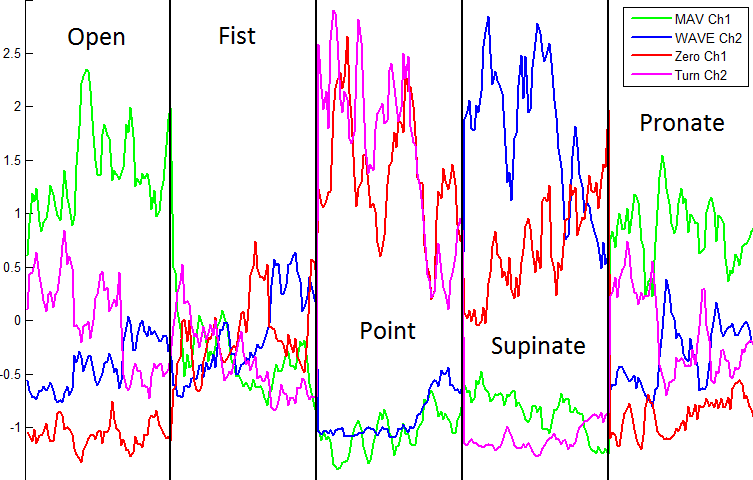 Open
Fist
Point
Supinate
Pronate
MAV Ch1
WAVE Ch2
Zero Ch1
Turn Ch2
2.5
2
1.5
1
0.5
0
-0.5
-1